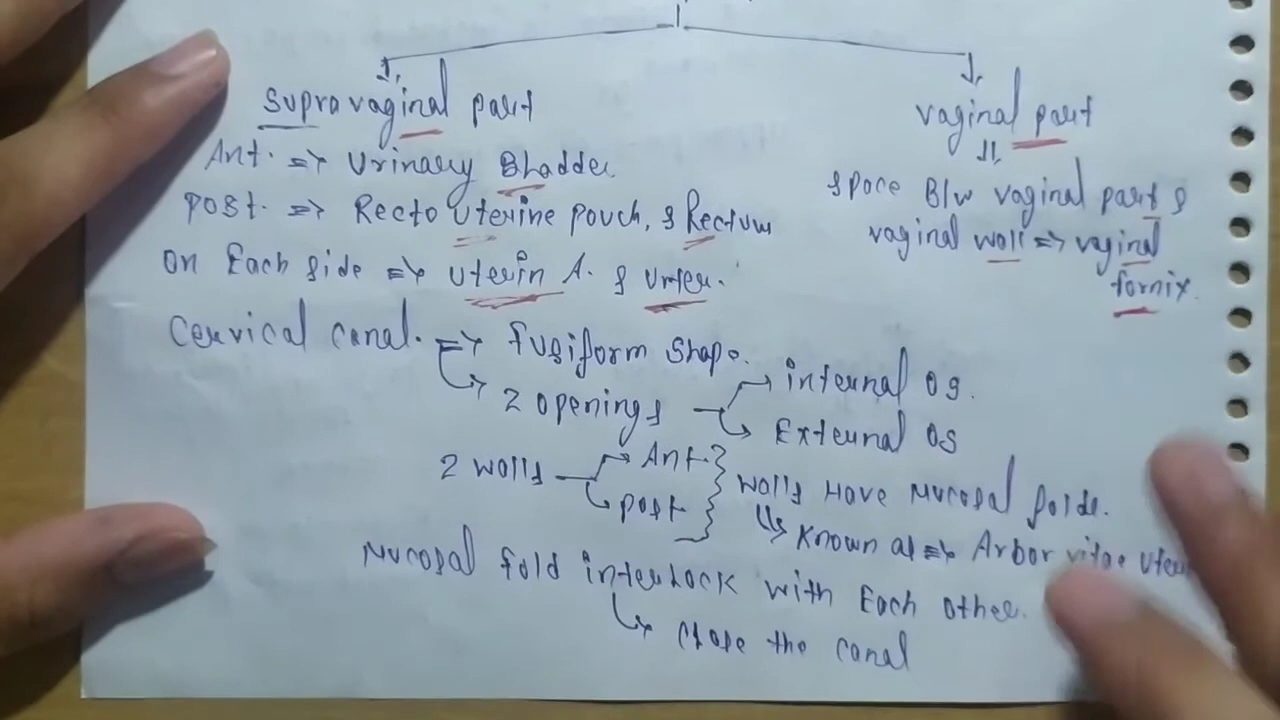 Supravaginal part
Ant. => Urinary Bladder
Post. => Recto Uterine Pouch, & Rectum
On Each side => Uterin A. & Urter.
vaginal part
space B/w vaginal part &
vaginal wall => vaginal
fornix.
Cervical canal. => fusiform shape.
2 openings
internal os.
External os
2 walls
Ant.
post
walls Have Mucosal folds.
Known as => Arbor vitae
Mucosal fold interlock with Each other.
close the canal